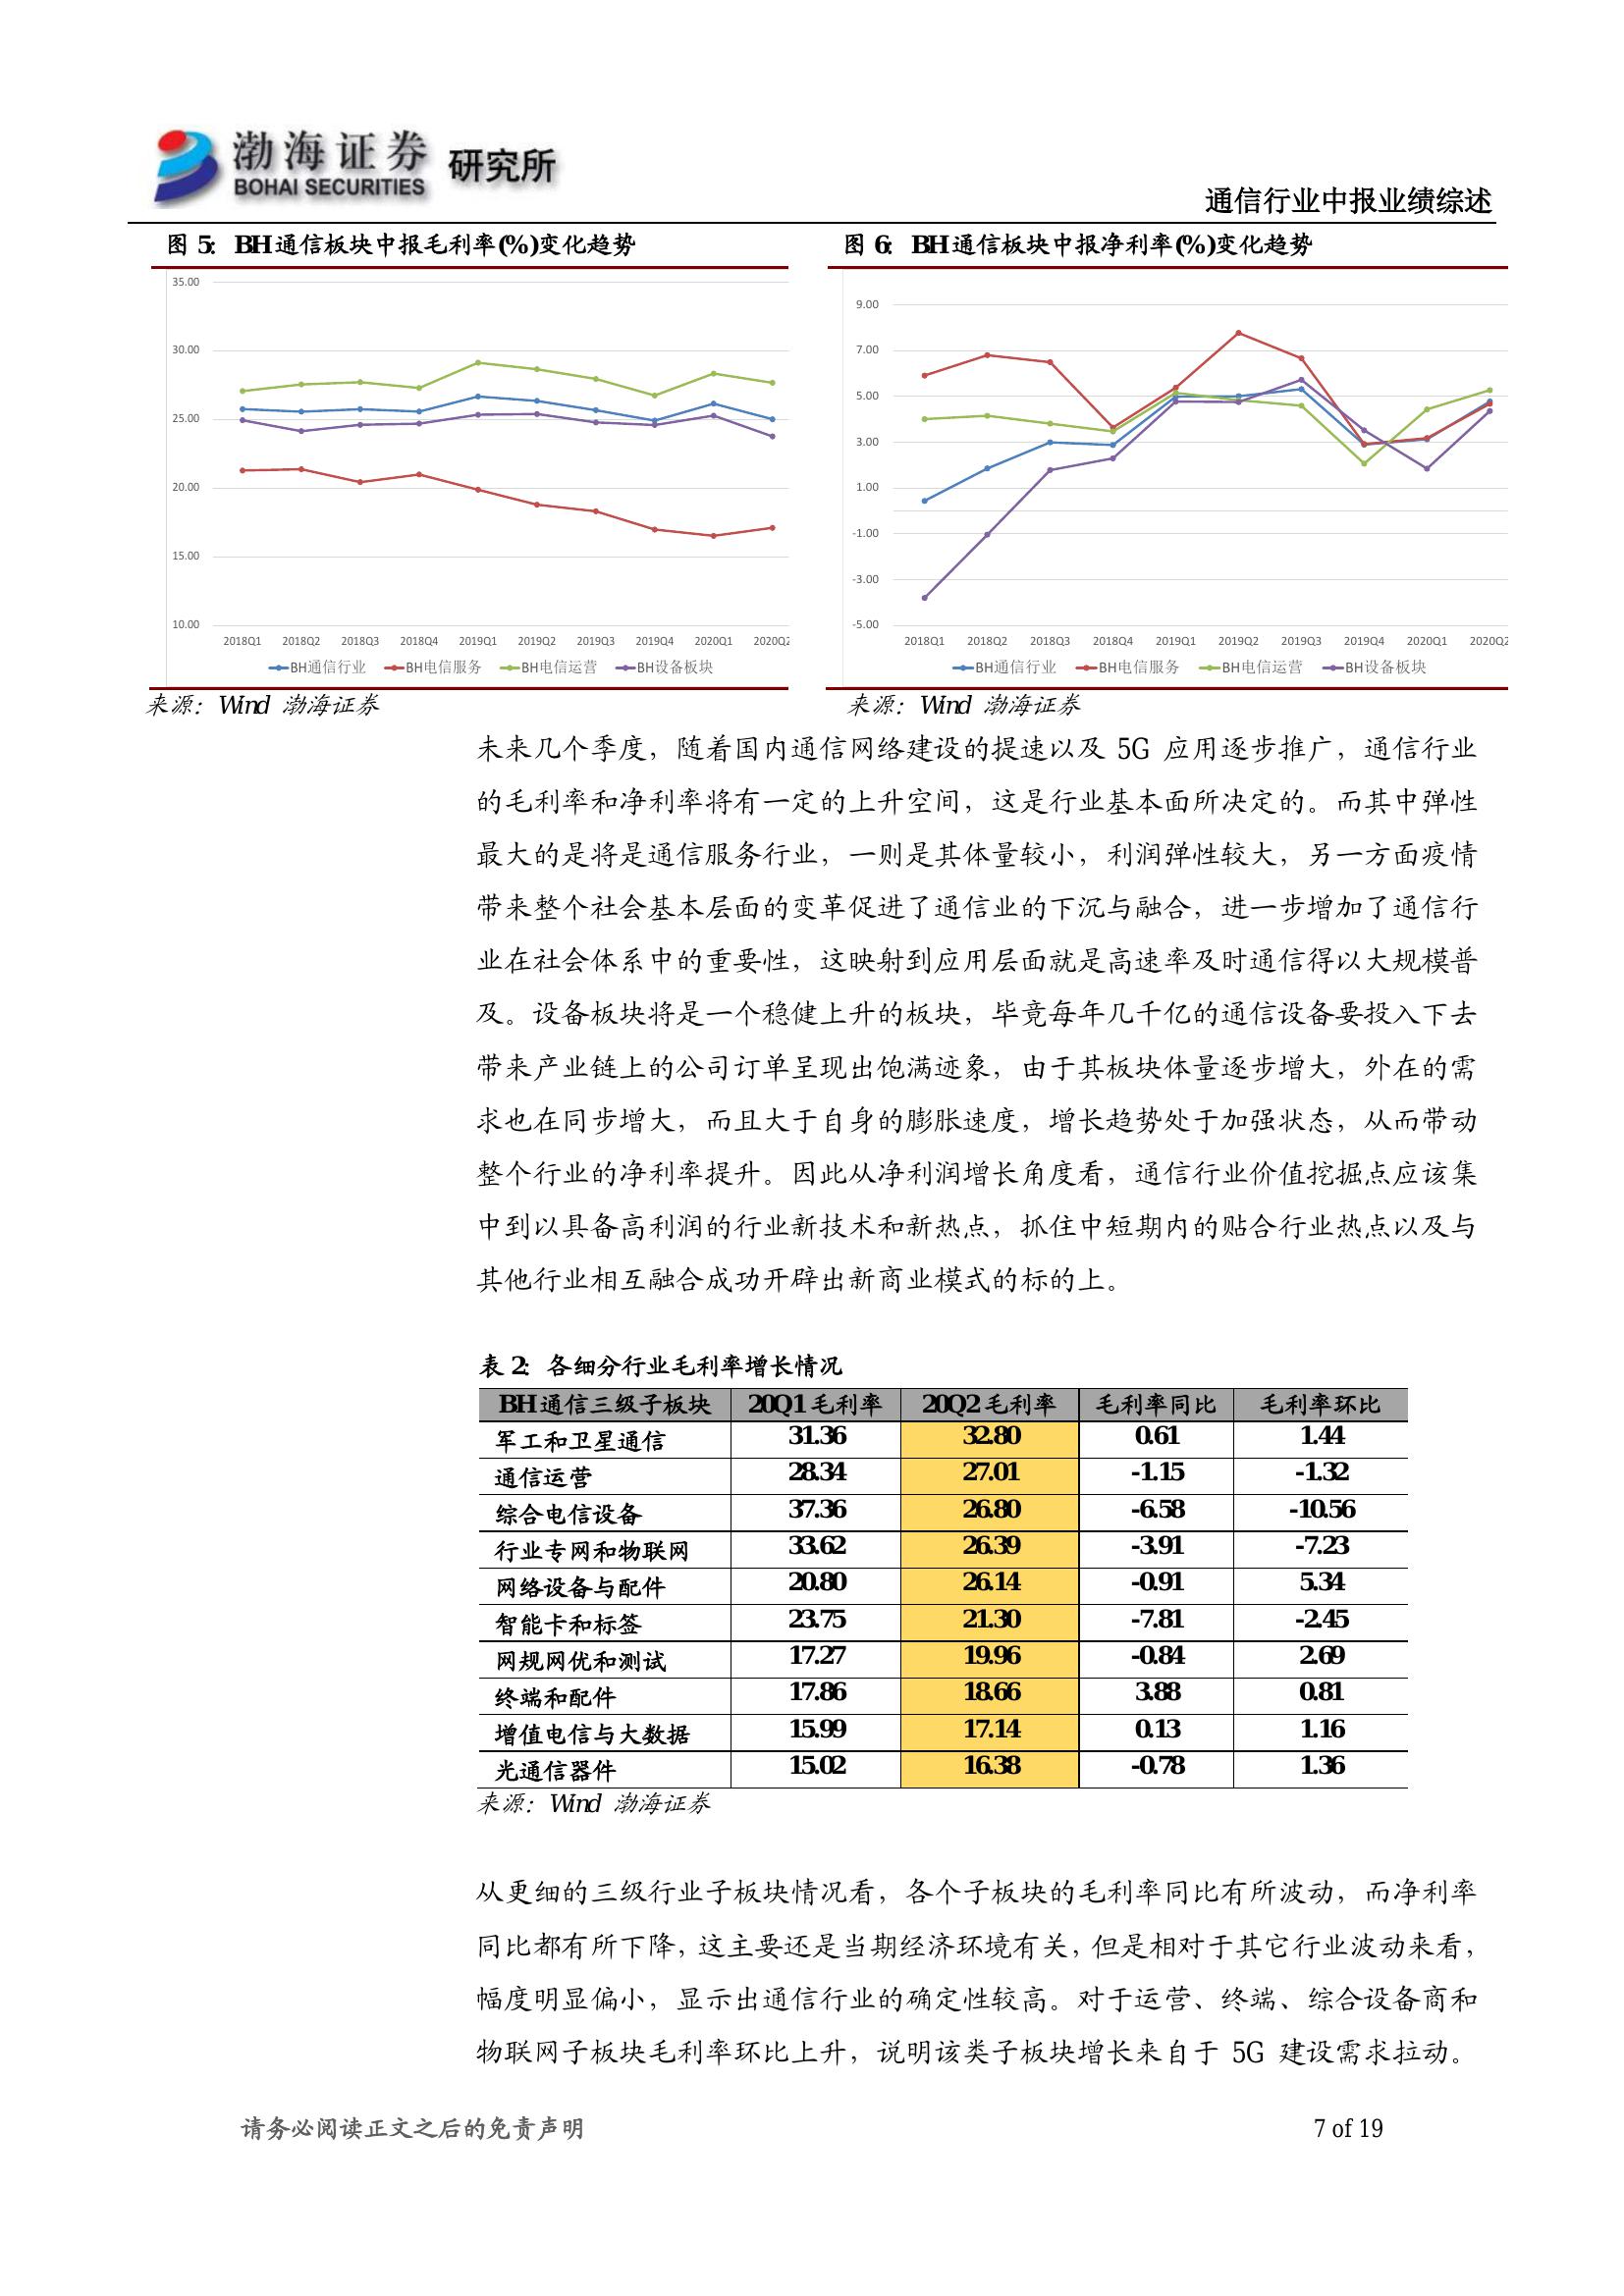 渤海证券 研究所
BOHAI SECURITIES
通信行业中报业绩综述
图 5: BH通信板块中报毛利率(%)变化趋势
35.00
30.00
25.00
20.00
15.00
10.00
2018Q1 2018Q2 2018Q3 2018Q4 2019Q1 2019Q2 2019Q3 2019Q4 2020Q1 2020Q2
BH通信行业 BH电信服务 BH电信运营 BH设备板块
来源：Wind 渤海证券
图 6: BH通信板块中报净利率(%)变化趋势
9.00
7.00
5.00
3.00
1.00
-1.00
-3.00
-5.00
2018Q1 2018Q2 2018Q3 2018Q4 2019Q1 2019Q2 2019Q3 2019Q4 2020Q1 2020Q2
BH通信行业 BH电信服务 BH电信运营 BH设备板块
来源：Wind 渤海证券
未来几个季度，随着国内通信网络建设的提速以及 5G 应用逐步推广，通信行业
的毛利率和净利率将有一定的上升空间，这是行业基本面所决定的。而其中弹性
最大的是将是通信服务行业，一则是其体量较小，利润弹性较大，另一方面疫情
带来整个社会基本层面的变革促进了通信业的下沉与融合，进一步增加了通信行
业在社会体系中的重要性，这映射到应用层面就是高速率及时通信得以大规模普
及。设备板块将是一个稳健上升的板块，毕竟每年几千亿的通信设备要投入下去
带来产业链上的公司订单呈现出饱满迹象，由于其板块体量逐步增大，外在的需
求也在同步增大，而且大于自身的膨胀速度，增长趋势处于加强状态，从而带动
整个行业的净利率提升。因此从净利润增长角度看，通信行业价值挖掘点应该集
中到以具备高利润的行业新技术和新热点，抓住中短期内的贴合行业热点以及与
其他行业相互融合成功开辟出新商业模式的标的上。
表 2: 各细分行业毛利率增长情况
BH通信三级子板块 20Q1毛利率 20Q2毛利率 毛利率同比 毛利率环比
军工和卫星通信 31.36 32.80 0.61 1.44
通信运营 28.34 27.01 -1.15 -1.32
综合电信设备 37.36 26.80 -6.58 -10.56
行业专网和物联网 33.62 26.39 -3.91 -7.23
网络设备与配件 20.80 26.14 -0.91 5.34
智能卡和标签 23.75 21.30 -7.81 -2.45
网规网优和测试 17.27 19.96 -0.84 2.69
终端和配件 17.86 18.66 3.88 0.81
增值电信与大数据 15.99 17.14 0.13 1.16
光通信器件 15.02 16.38 -0.78 1.36
来源：Wind 渤海证券
从更细的三级行业子板块情况看，各个子板块的毛利率同比有所波动，而净利率
同比都有所下降，这主要还是当期经济环境有关，但是相对于其它行业波动来看，
幅度明显偏小，显示出通信行业的确定性较高。对于运营、终端、综合设备商和
物联网子板块毛利率环比上升，说明该类子板块增长来自于 5G 建设需求拉动。
请务必阅读正文之后的免责声明
7 of 19